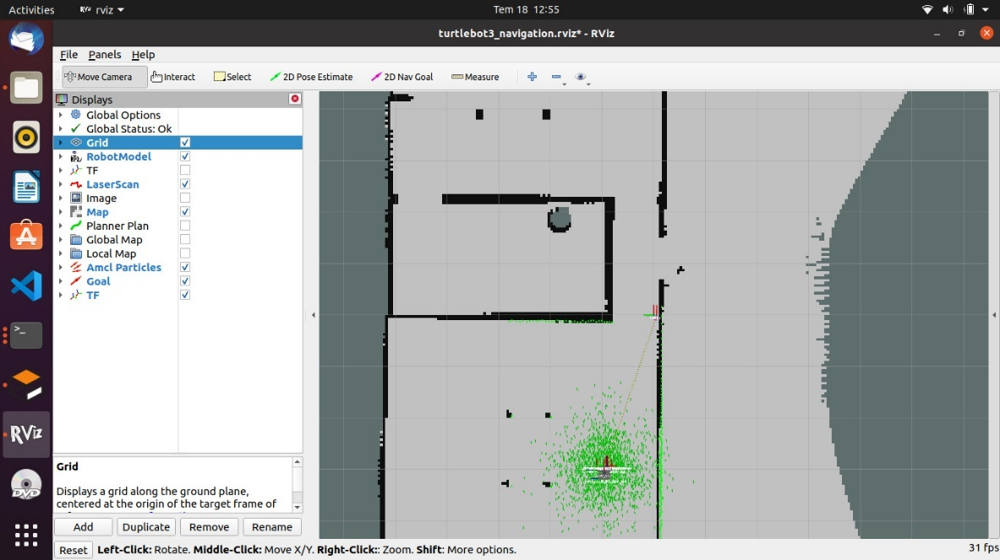 Activities RViz rviz Tem 18 12:55
turtlebot3_navigation.rviz* - RViz
File Panels Help
Move Camera Interact Select 2D Pose Estimate 2D Nav Goal Measure
Displays
Global Options
Global Status: Ok
Grid
RobotModel
TF
LaserScan
Image
Map
Planner Plan
Global Map
Local Map
Amcl Particles
Goal
TF
RViz
Grid
Displays a grid along the ground plane,
centered at the origin of the target frame of
DVD
Add Duplicate Remove Rename
Reset Left-Click: Rotate. Middle-Click: Move X/Y. Right-Click:: Zoom. Shift: More options. 31 fps